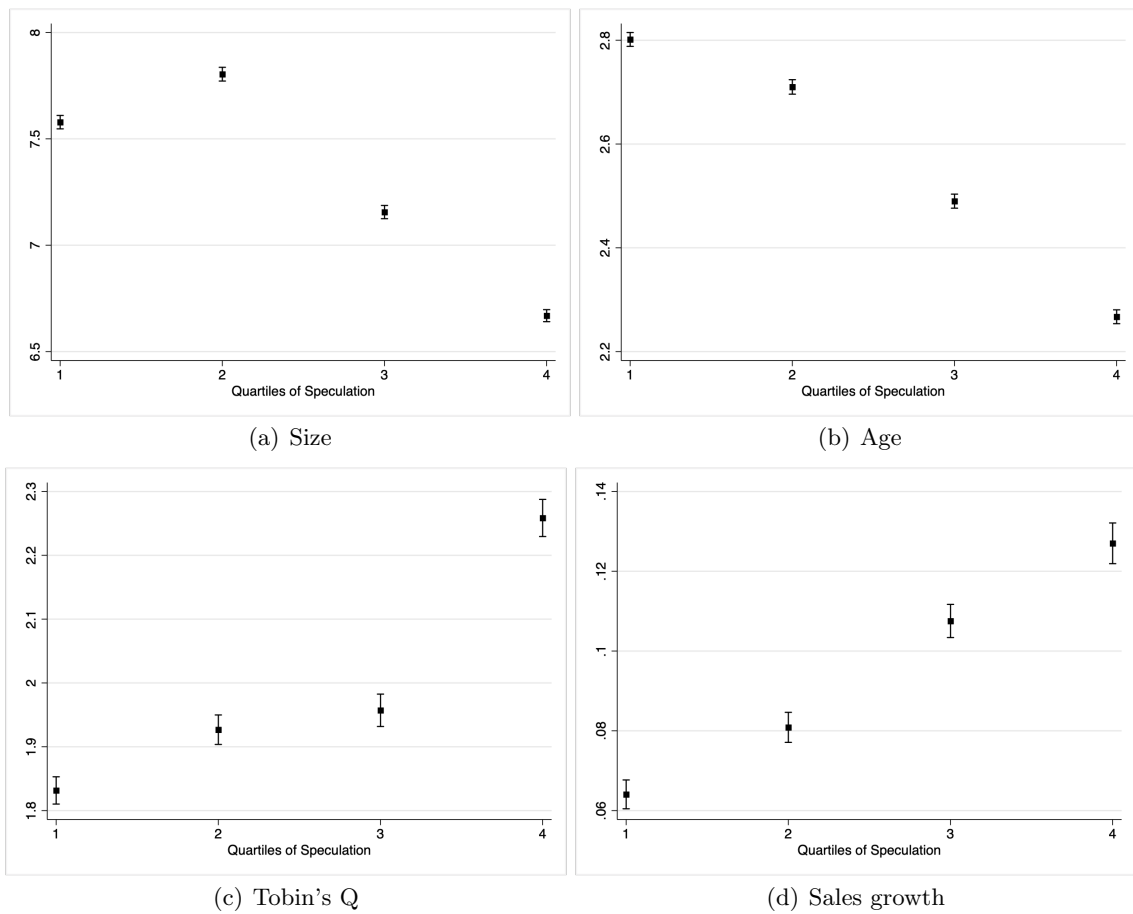 8
7.5
7
6.5
1 2 3 4
Quartiles of Speculation
(a) Size
2.8
2.6
2.4
2.2
1 2 3 4
Quartiles of Speculation
(b) Age
2.3
2.2
2.1
2
1.9
1.8
1 2 3 4
Quartiles of Speculation
(c) Tobin's Q
.14
.12
.1
.08
.06
1 2 3 4
Quartiles of Speculation
(d) Sales growth